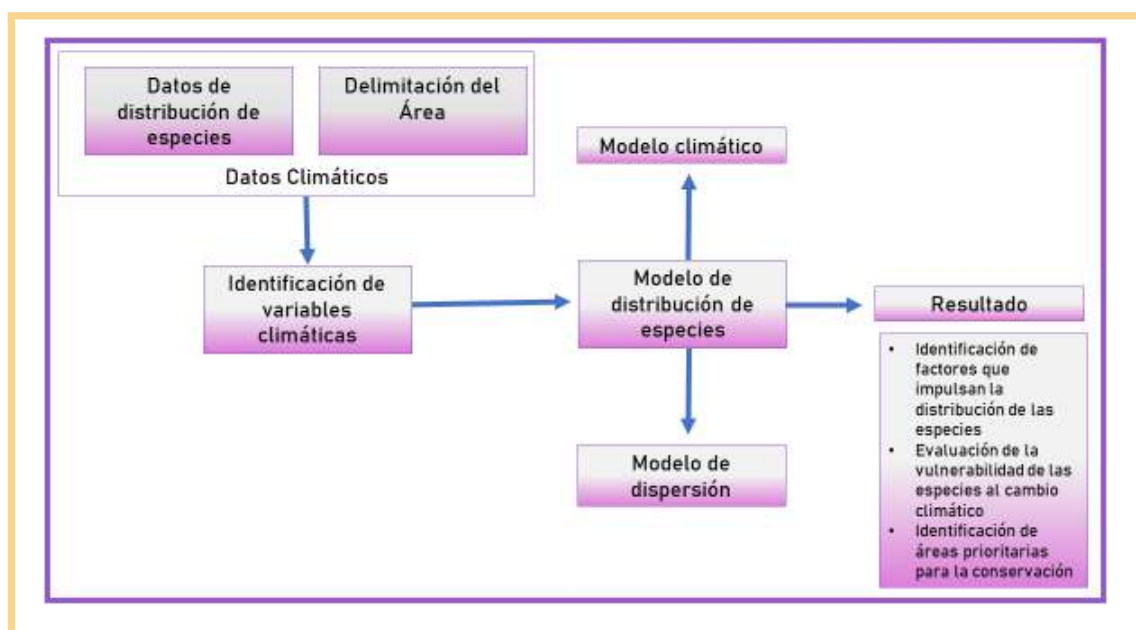 Datos de
distribución de
especies
Delimitación del
Área
Datos Climáticos
Modelo climático
Identificación de
variables
climáticas
Modelo de
distribución de
especies
Resultado
• Identificación de
factores que
impulsan la
distribución de las
especies
• Evaluación de la
vulnerabilidad de las
especies al cambio
climático
• Identificación de
áreas prioritarias
para la conservación
Modelo de
dispersión